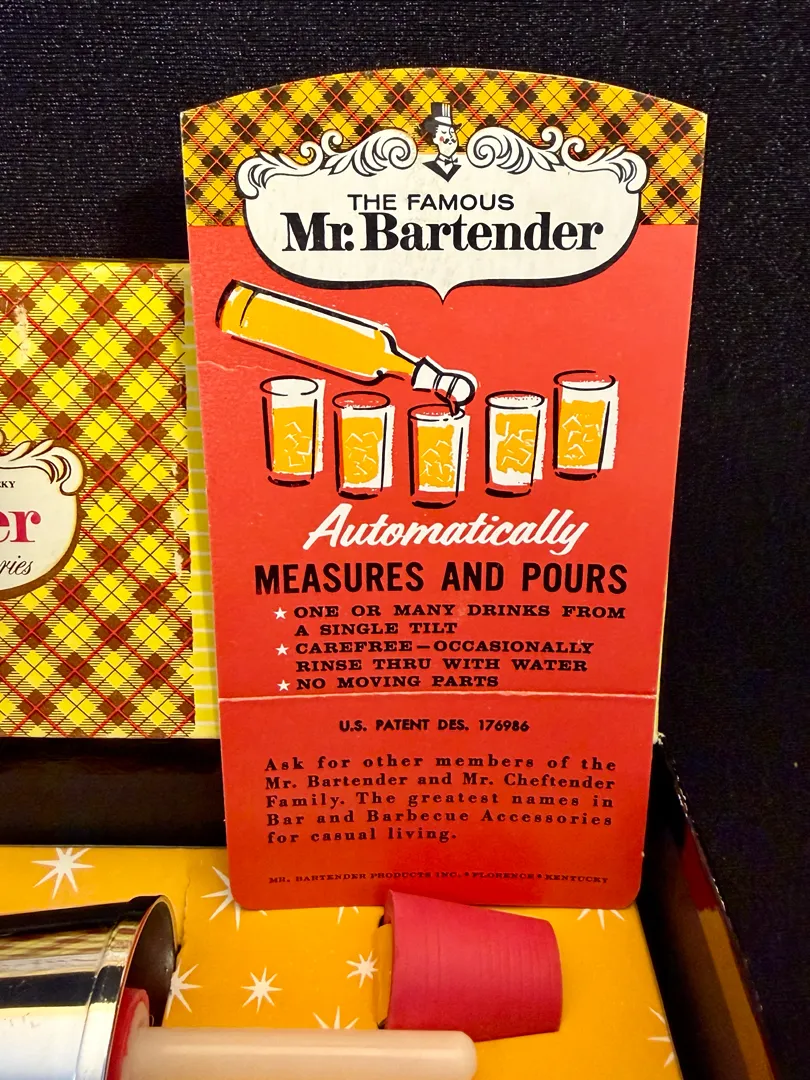 THE FAMOUS
Mr. Bartender
Automatically
MEASURES AND POURS
★ ONE OR MANY DRINKS FROM
A SINGLE TILT
★ CAREFREE—OCCASIONALLY
RINSE THRU WITH WATER
★ NO MOVING PARTS
U.S. PATENT DES. 176986
Ask for other members of the
Mr. Bartender and Mr. Cheftender
Family. The greatest names in
Bar and Barbecue Accessories
for casual living.
MR. BARTENDER PRODUCTS INC. * FLORENCE * KENTUCKY